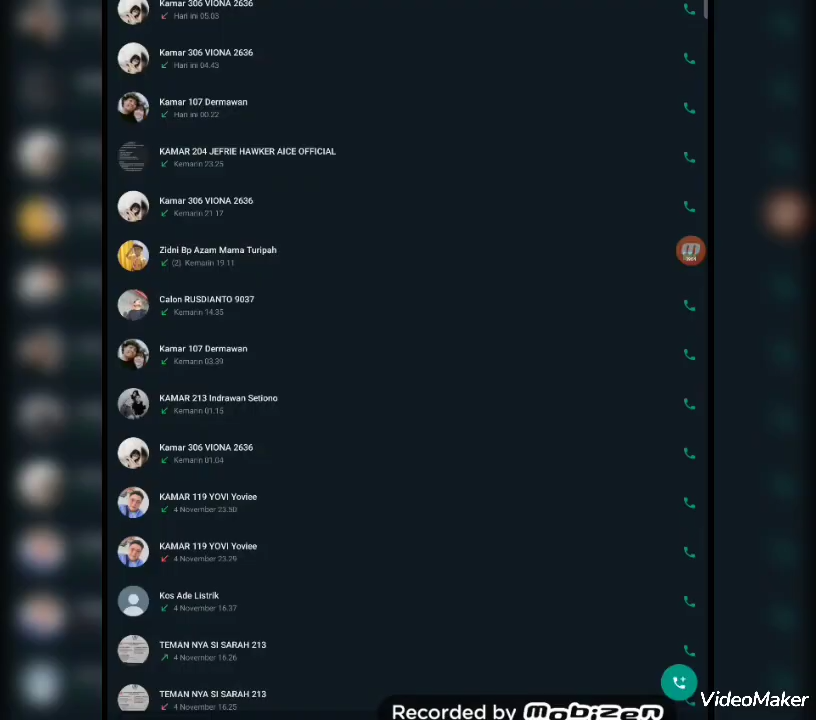 Kamar 306 VIONA 2636
Hari ini 05.03
Kamar 306 VIONA 2636
Hari ini 04.43
Kamar 107 Dermawan
Hari ini 00.22
KAMAR 204 JEFRIE HAWKER AICE OFFICIAL
Kemarin 23.25
Kamar 306 VIONA 2636
Kemarin 21.17
Zidni Bp Azam Mama Turipah
(2) Kemarin 19.11
Calon RUSDIANTO 9037
Kemarin 14.35
Kamar 107 Dermawan
Kemarin 03.39
KAMAR 213 Indrawan Setiono
Kemarin 01.15
Kamar 306 VIONA 2636
Kemarin 01.04
KAMAR 119 YOVI Yoviee
4 November 23.50
KAMAR 119 YOVI Yoviee
4 November 23.29
Kos Ade Listrik
4 November 16.37
TEMAN NYA SI SARAH 213
4 November 16.26
TEMAN NYA SI SARAH 213
4 November 16.25
VideoMaker
Recorded by Mobizen